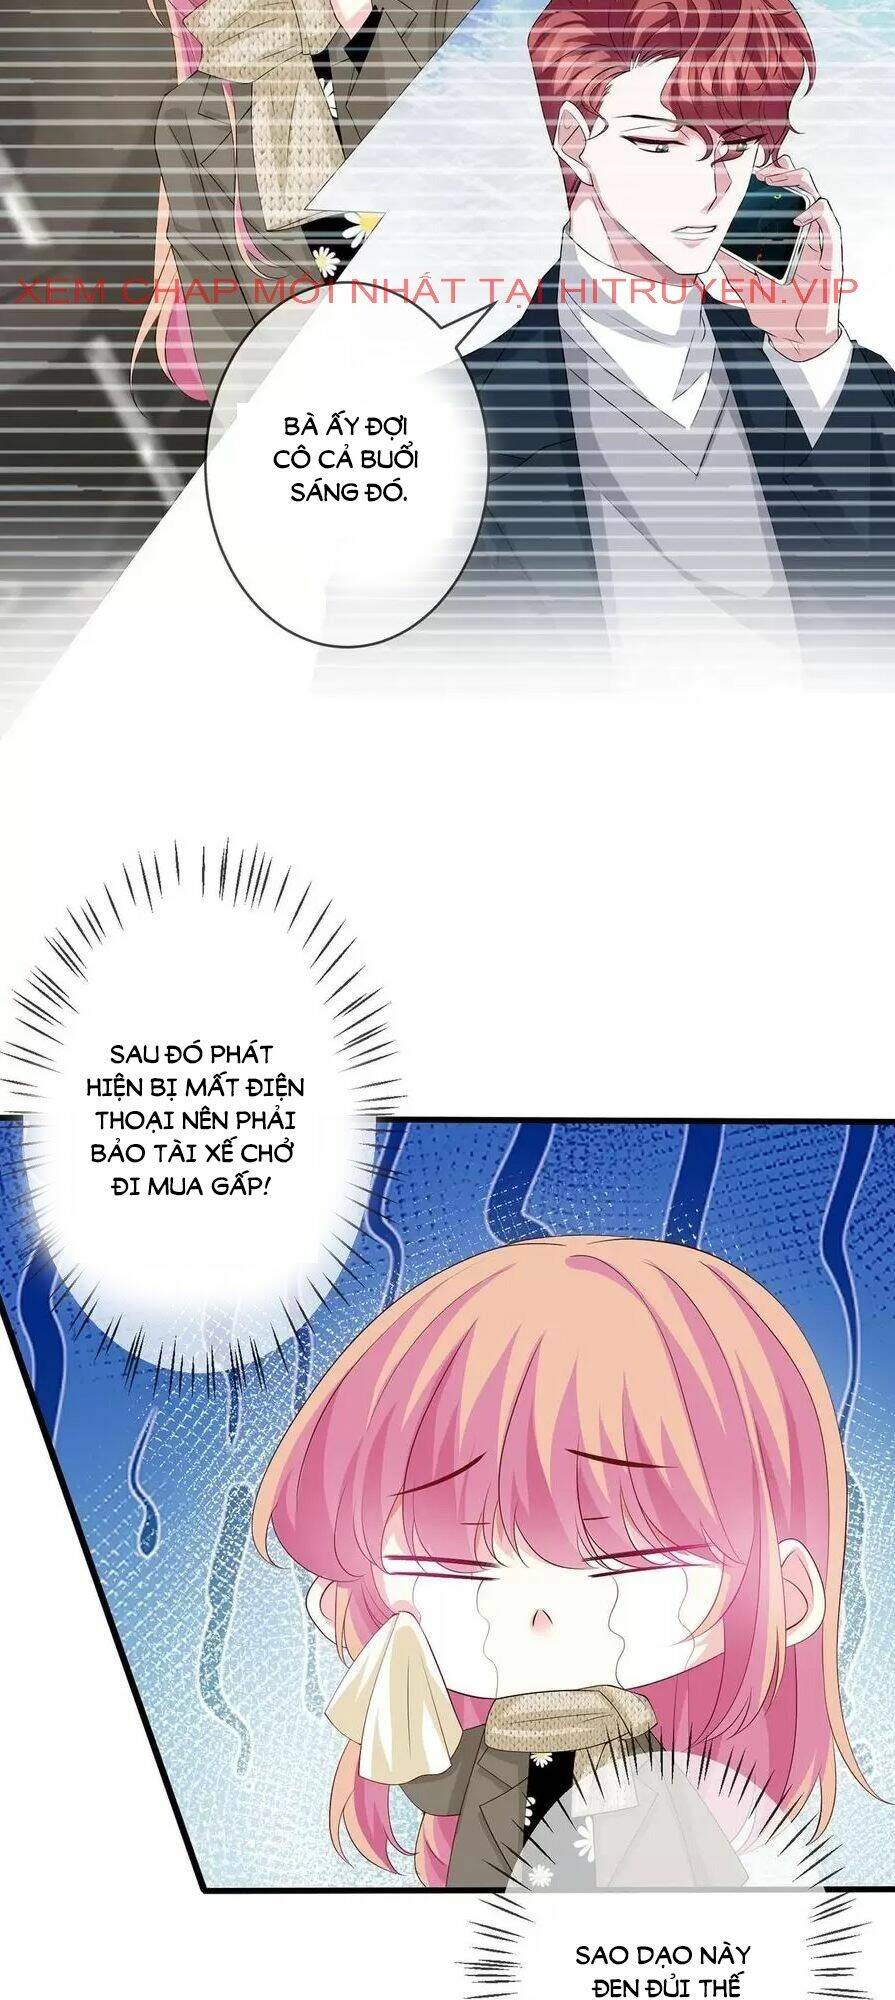 XEM CHAP MỚI NHẤT TẠI HITRUYEN.VIP
BÀ ẤY ĐỢI
CÔ CẢ BUỔI
SÁNG ĐÓ.
SAU ĐÓ PHÁT
HIỆN BỊ MẤT ĐIỆN
THOẠI NÊN PHẢI
BẢO TÀI XẾ CHỞ
ĐI MUA GẤP!
SAO DẠO NÀY
ĐEN ĐỦI THẾ